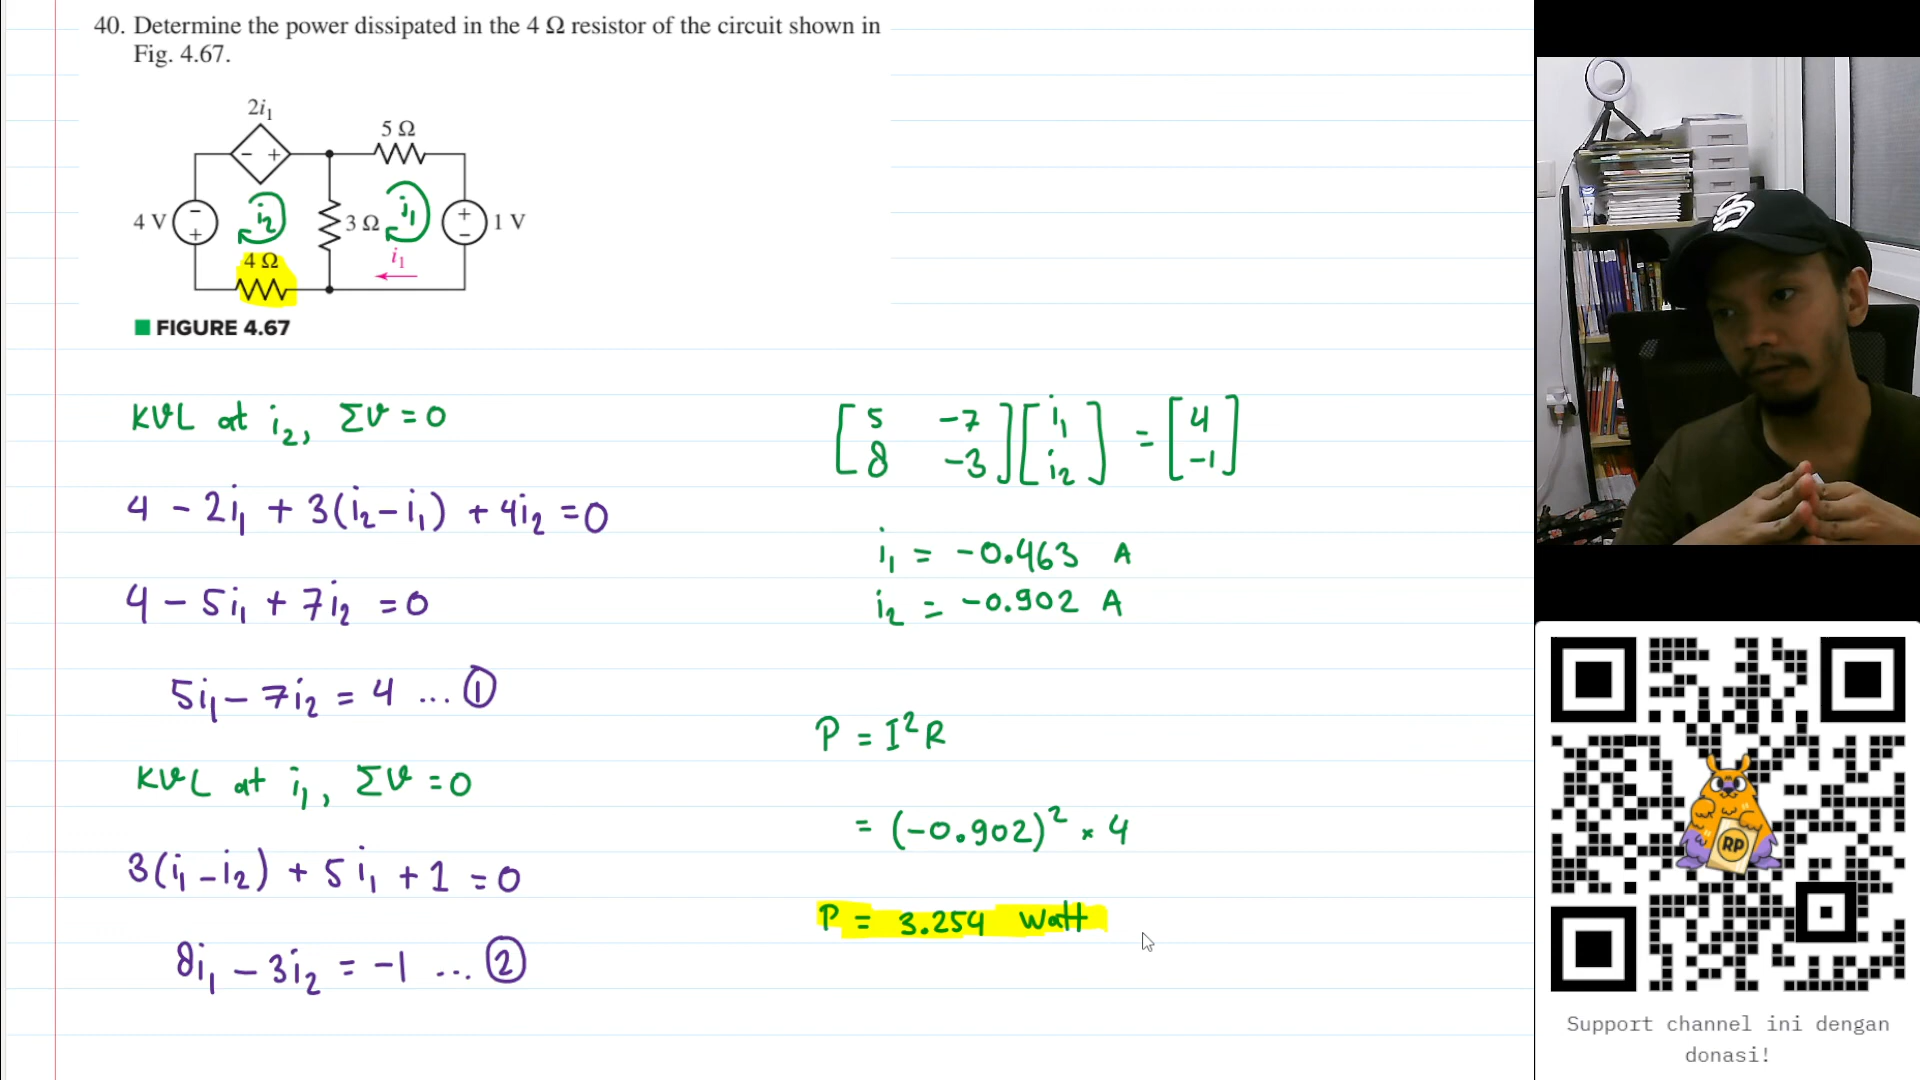 40. Determine the power dissipated in the 4 Ω resistor of the circuit shown in
Fig. 4.67.
2i₁
5 Ω
− +
4 V
−
+
i₂
3 Ω
i₁
+
−
1 V
4 Ω
i₁
FIGURE 4.67
KVL at i₂, Σv = 0
4 − 2i₁ + 3(i₂ − i₁) + 4i₂ = 0
4 − 5i₁ + 7i₂ = 0
5i₁ − 7i₂ = 4 ... ①
KVL at i₁, Σv = 0
3(i₁ − i₂) + 5i₁ + 1 = 0
8i₁ − 3i₂ = −1 ... ②
[5 −7] [i₁] = [4]
[8 −3] [i₂] [−1]
i₁ = −0.463 A
i₂ = −0.902 A
P = I²R
= (−0.902)² × 4
P = 3.254 Watt
RP
Support channel ini dengan
donasi!